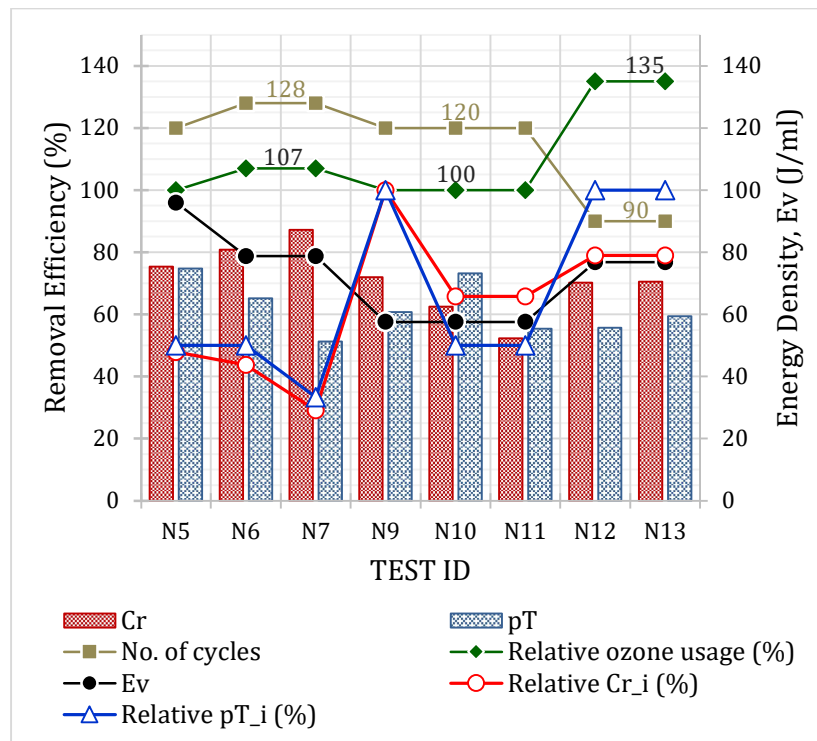 Removal Efficiency (%)
Energy Density, Ev (J/ml)
140
120
100
80
60
40
20
0
140
120
100
80
60
40
20
0
128
107
120
100
135
90
N5 N6 N7 N9 N10 N11 N12 N13
TEST ID
Cr pT
No. of cycles Relative ozone usage (%)
Ev Relative Cr_i (%)
Relative pT_i (%)